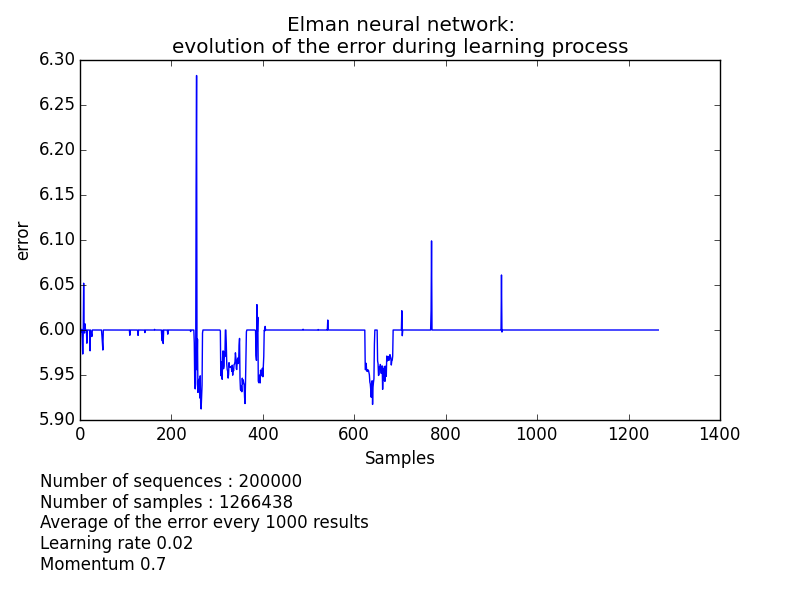 Elman neural network:
evolution of the error during learning process
6.30
6.25
6.20
6.15
6.10
6.05
6.00
5.95
5.90
error
0 200 400 600 800 1000 1200 1400
Samples
Number of sequences : 200000
Number of samples : 1266438
Average of the error every 1000 results
Learning rate 0.02
Momentum 0.7